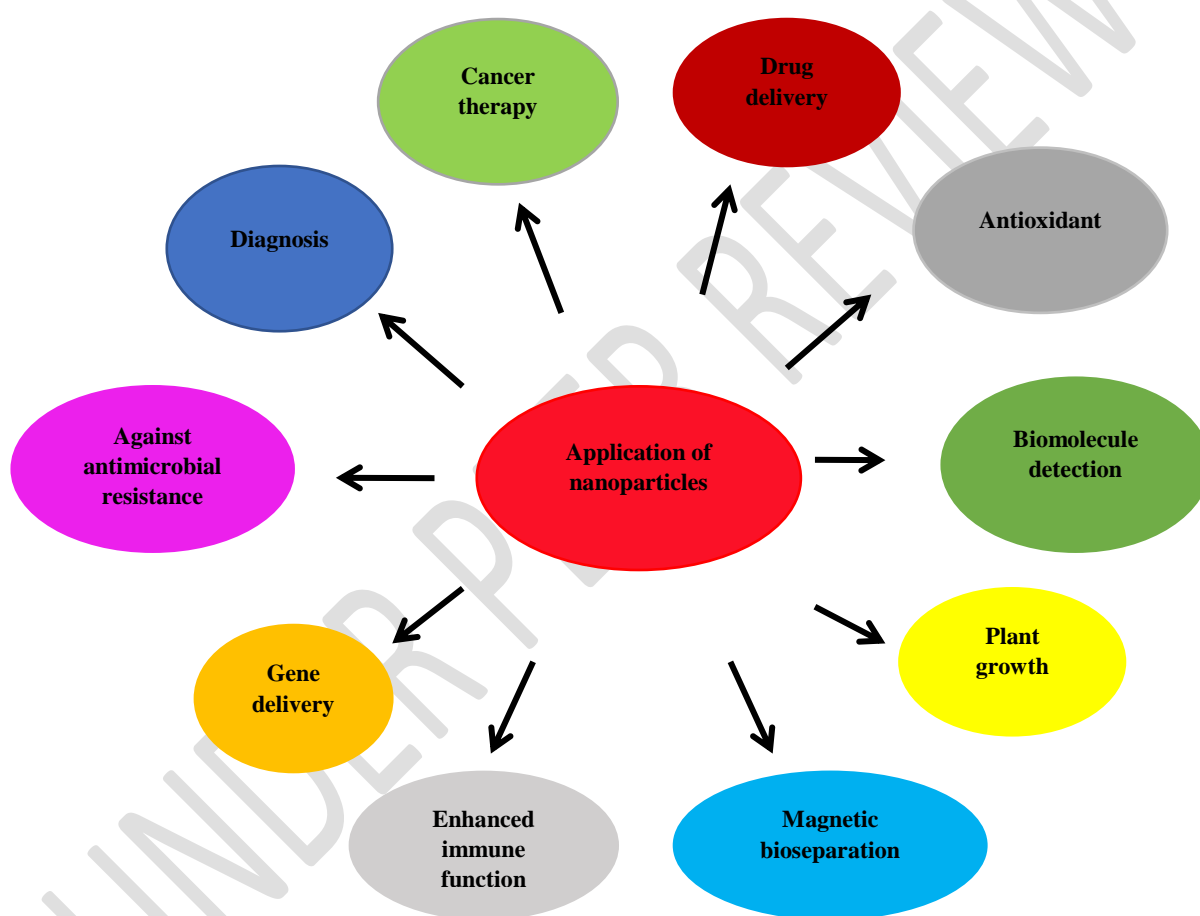 Cancer
therapy
Drug
delivery
Diagnosis
Antioxidant
Against
antimicrobial
resistance
Application of
nanoparticles
Biomolecule
detection
Gene
delivery
Plant
growth
Enhanced
immune
function
Magnetic
bioseparation
UNDER PEER REVIEW